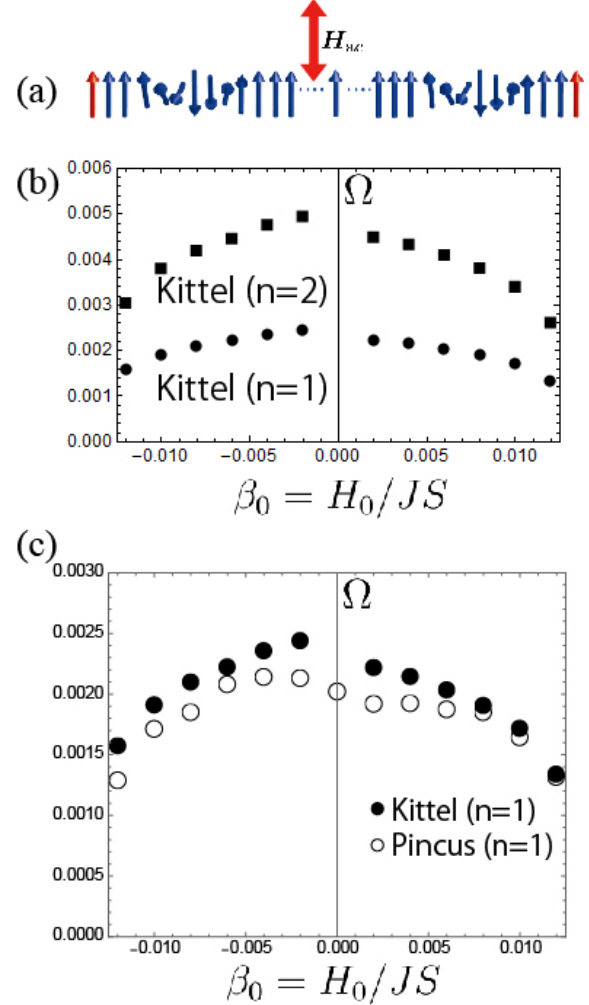 (a)
H_ac
(b)
Ω
0.006
0.005
0.004
0.003
0.002
0.001
0.000
Kittel (n=2)
Kittel (n=1)
-0.010 -0.005 0.000 0.005 0.010
β₀ = H₀/JS
(c)
Ω
0.0030
0.0025
0.0020
0.0015
0.0010
0.0005
0.0000
Kittel (n=1)
Pincus (n=1)
-0.010 -0.005 0.000 0.005 0.010
β₀ = H₀/JS